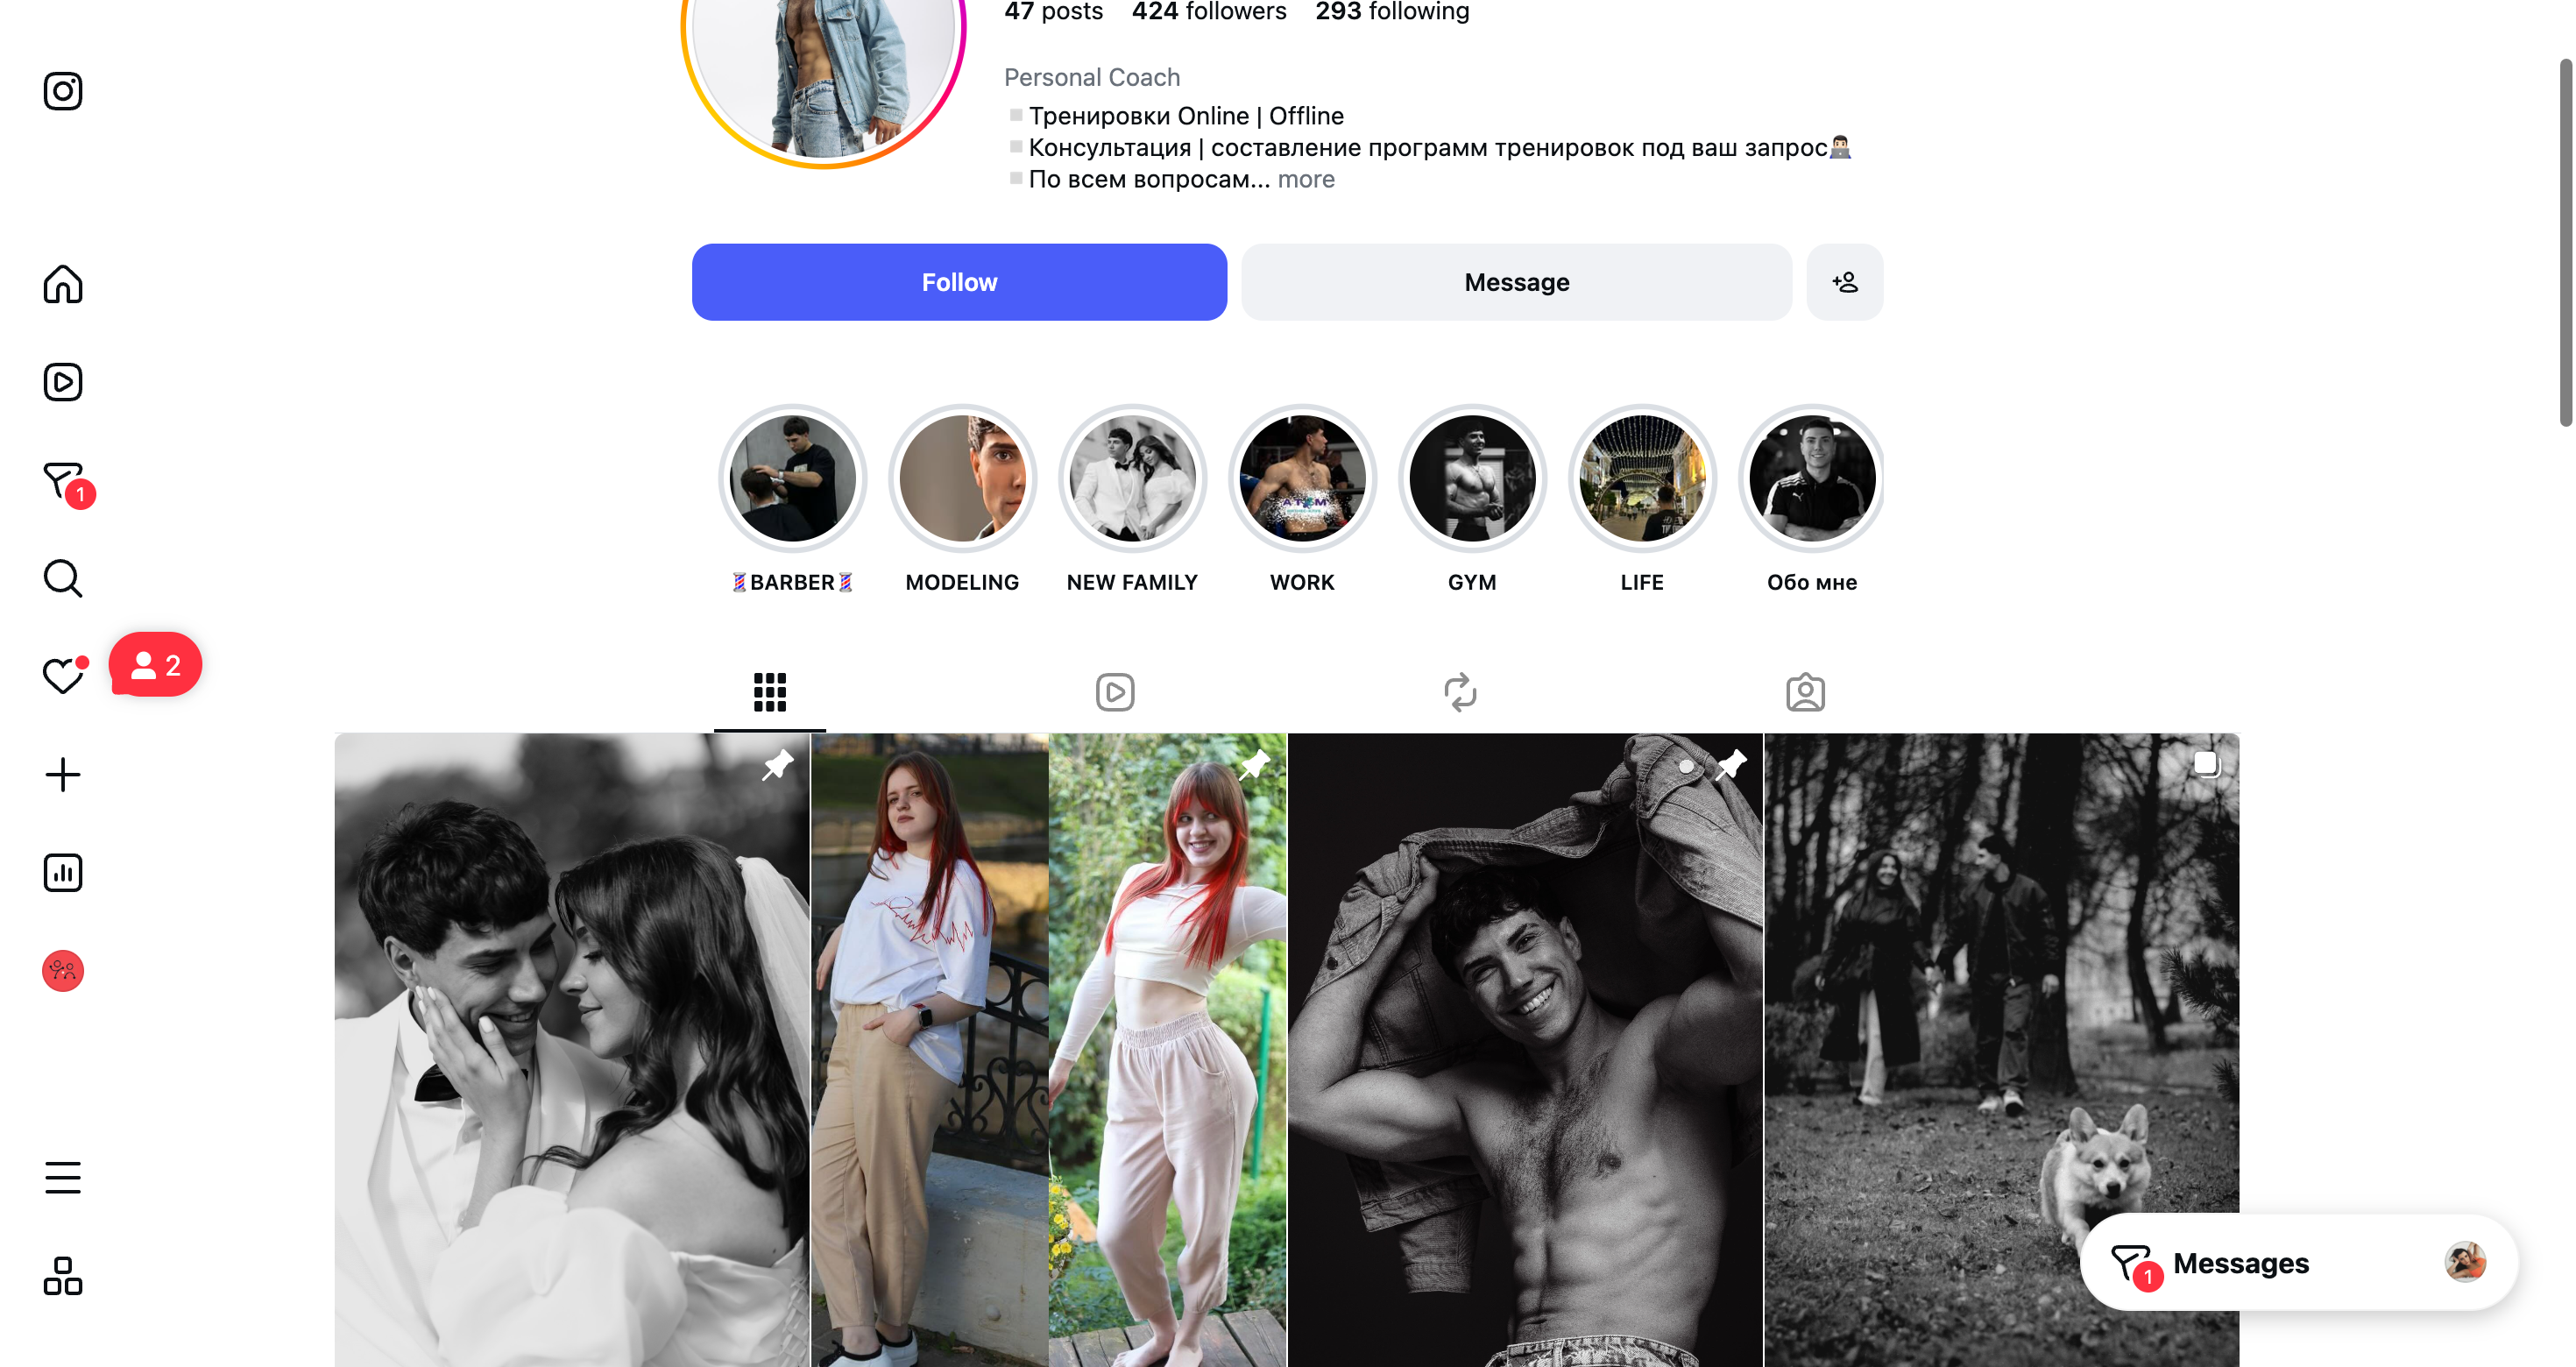 47 posts 424 followers 293 following
Personal Coach
Тренировки Online | Offline
Консультация | составление программ тренировок под ваш запрос
По всем вопросам... more
Follow
Message
1
BARBER
MODELING
NEW FAMILY
WORK
GYM
LIFE
Обо мне
ATOM
2
1
Messages